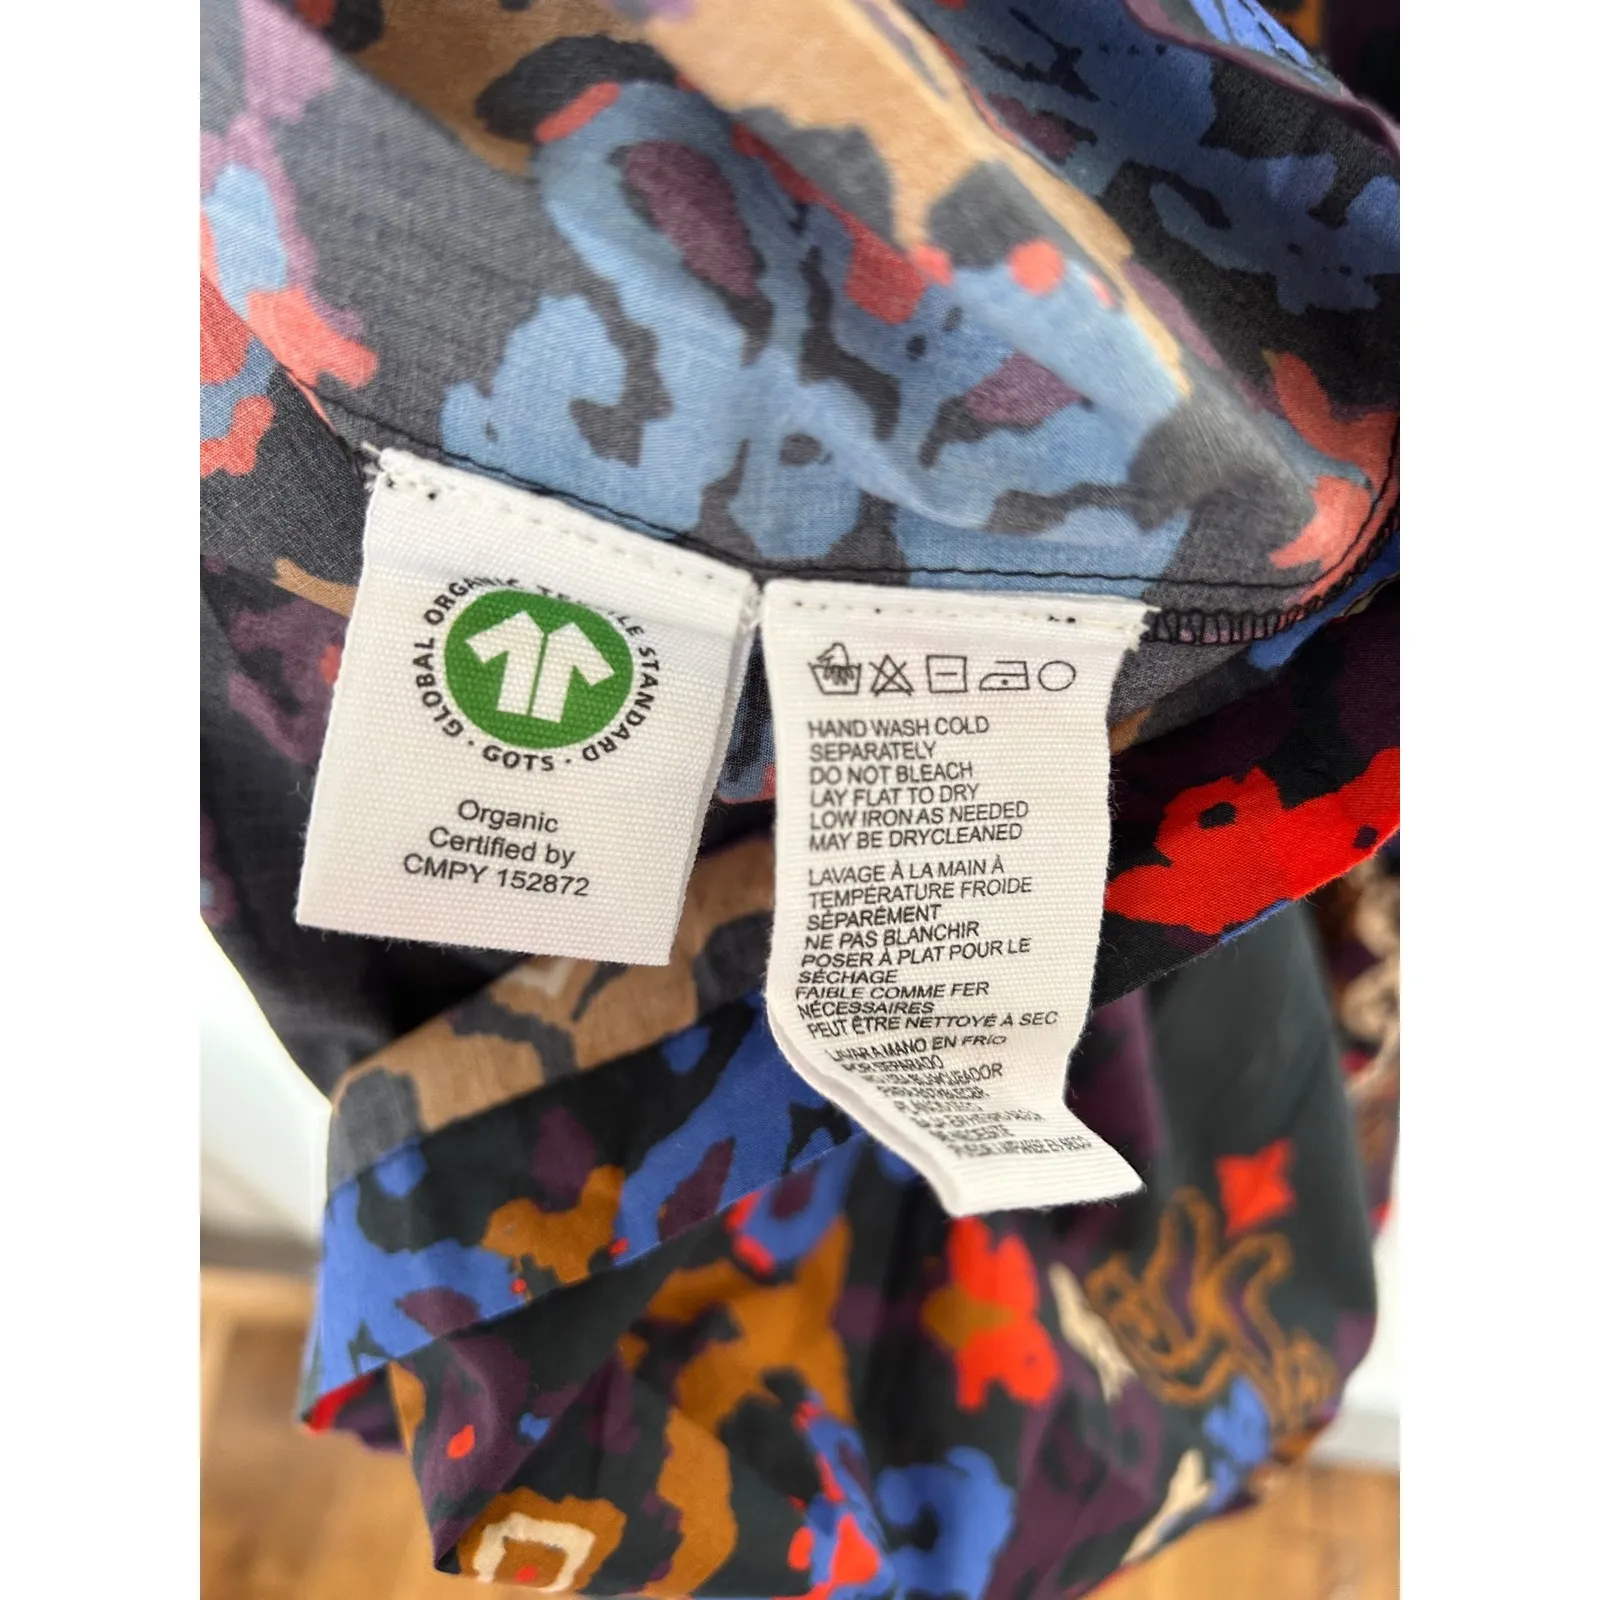 GLOBAL ORGANIC TEXTILE STANDARD · GOTS ·
Organic
Certified by
CMPY 152872
HAND WASH COLD
SEPARATELY
DO NOT BLEACH
LAY FLAT TO DRY
LOW IRON AS NEEDED
MAY BE DRYCLEANED
LAVAGE À LA MAIN À
TEMPÉRATURE FROIDE
SÉPARÉMENT
NE PAS BLANCHIR
POSER À PLAT POUR LE
SÉCHAGE
FAIBLE COMME FER
NÉCESSAIRES
PEUT ÊTRE NETTOYÉ À SEC
LAVAR A MANO EN FRIO
POR SEPARADO